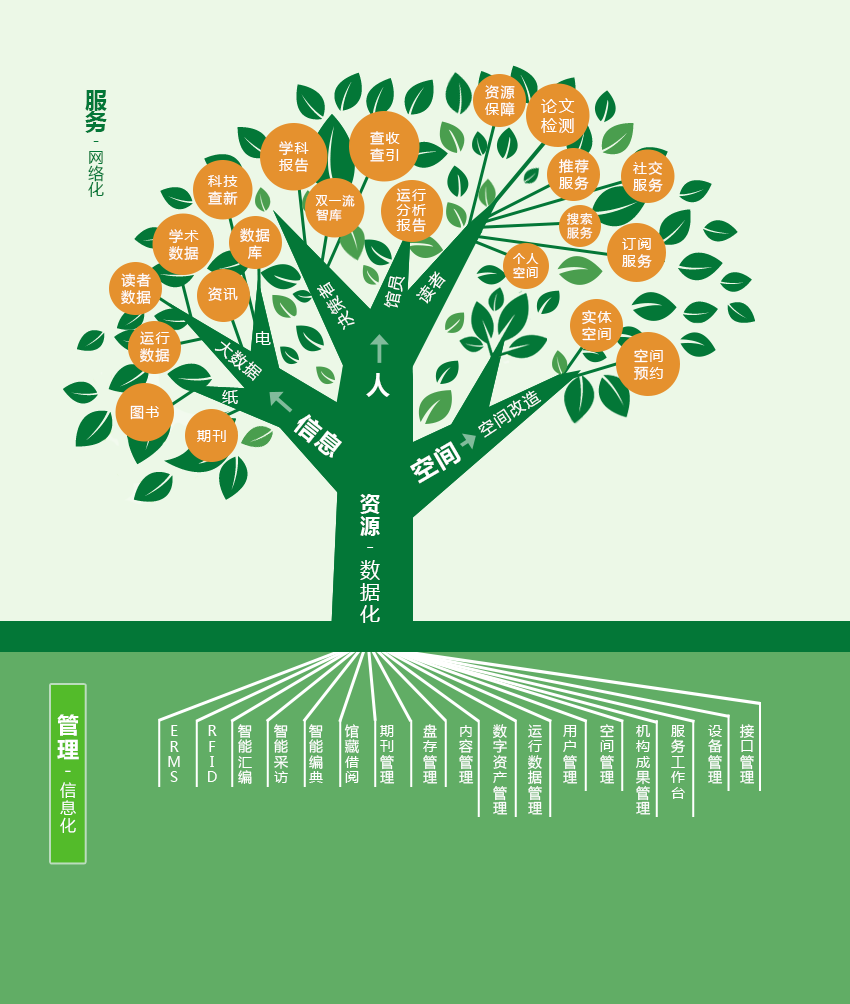 服务
-
网络化
资源
保障
论文
检测
学科
报告
查收
查引
科技
查新
双一流
智库
运行
分析
报告
推荐
服务
社交
服务
搜索
服务
订阅
服务
个人
空间
学术
数据
数据
库
读者
数据
资讯
运行
数据
图书
期刊
实体
空间
空间
预约
决策者
馆员
读者
人
电
大数据
纸
信息
空间
空间改造
资源
-
数据化
管理
-
信息化
ERMS
RFID
智能汇编
智能采访
智能编典
馆藏借阅
期刊管理
盘存管理
内容管理
数字资产管理
运行数据管理
用户管理
空间管理
机构成果管理
服务工作台
设备管理
接口管理